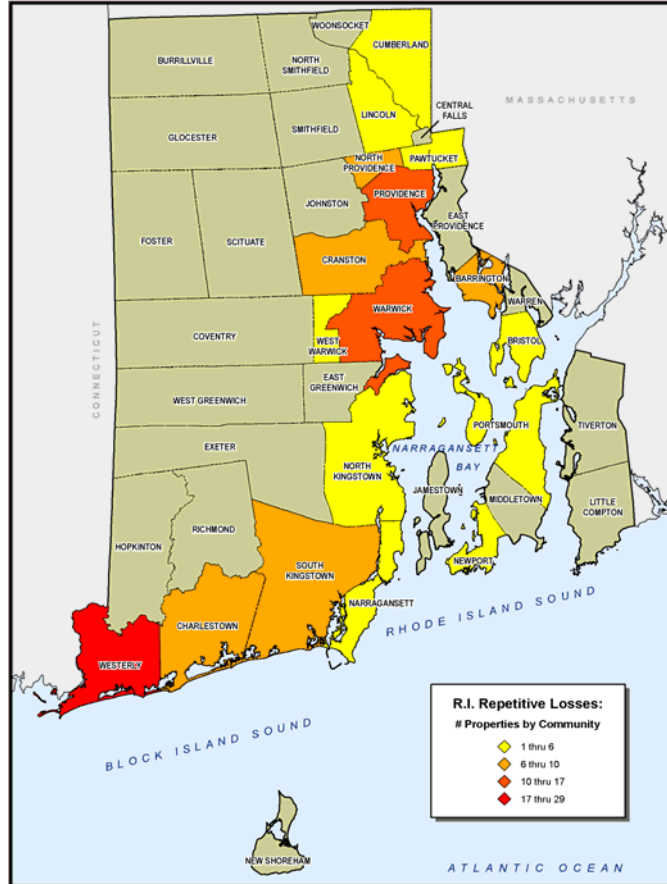 WOONSOCKET
CUMBERLAND
BURRILLVILLE
NORTH
SMITHFIELD
MASSACHUSETTS
CENTRAL
FALLS
LINCOLN
GLOCESTER
SMITHFIELD
NORTH
PROVIDENCE
PAWTUCKET
JOHNSTON
PROVIDENCE
EAST
PROVIDENCE
FOSTER
SCITUATE
CRANSTON
BARRINGTON
WARREN
CONNECTICUT
COVENTRY
WEST
WARWICK
WARWICK
BRISTOL
WEST GREENWICH
EAST
GREENWICH
PORTSMOUTH
TIVERTON
EXETER
NARRAGANSETT
BAY
NORTH
KINGSTOWN
JAMESTOWN
MIDDLETOWN
LITTLE
COMPTON
HOPKINTON
RICHMOND
NEWPORT
SOUTH
KINGSTOWN
NARRAGANSETT
CHARLESTOWN
RHODE ISLAND SOUND
WESTERLY
BLOCK ISLAND SOUND
R.I. Repetitive Losses:
# Properties by Community
1 thru 6
6 thru 10
10 thru 17
17 thru 29
NEW SHOREHAM
ATLANTIC OCEAN